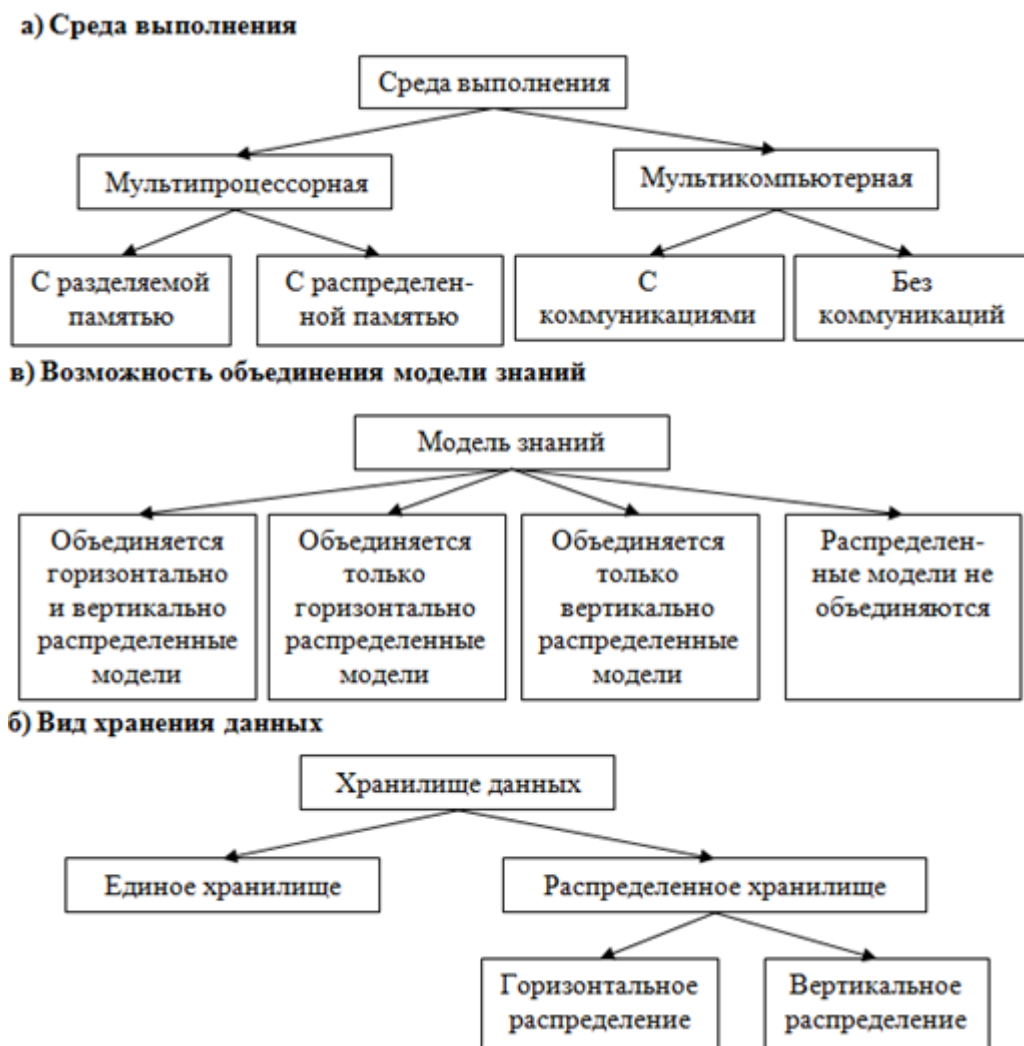 а) Среда выполнения
Среда выполнения
Мультипроцессорная
Мультикомпьютерная
С разделяемой
памятью
С распределен-
ной памятью
С
коммуникациями
Без
коммуникаций
в) Возможность объединения модели знаний
Модель знаний
Объединяется
горизонтально
и вертикально
распределенные
модели
Объединяется
только
горизонтально
распределенные
модели
Объединяется
только
вертикально
распределенные
модели
Распределен-
ные модели не
объединяются
б) Вид хранения данных
Хранилище данных
Единое хранилище
Распределенное хранилище
Горизонтальное
распределение
Вертикальное
распределение